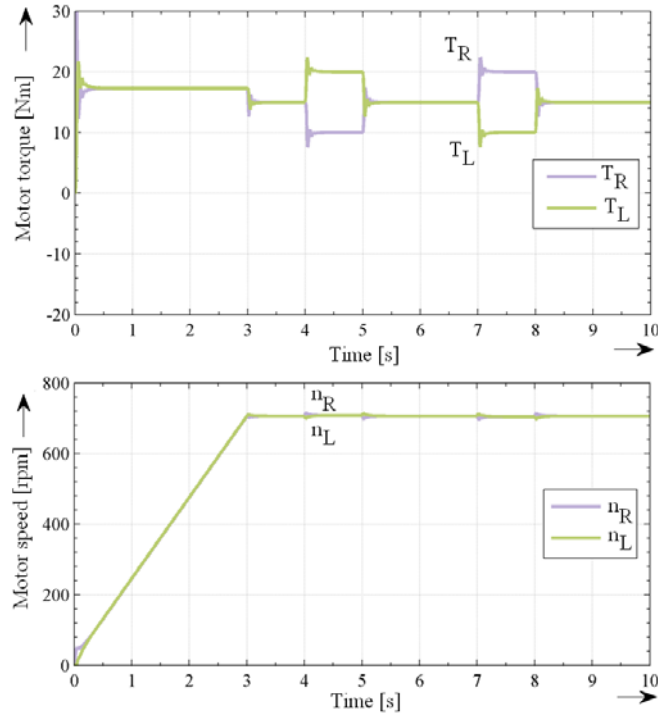 Motor torque [Nm]
30
20
10
0
-10
-20
T_R
T_L
T_R
T_L
0 1 2 3 4 5 6 7 8 9 10
Time [s]
Motor speed [rpm]
800
600
400
200
0
n_R
n_L
n_R
n_L
0 1 2 3 4 5 6 7 8 9 10
Time [s]